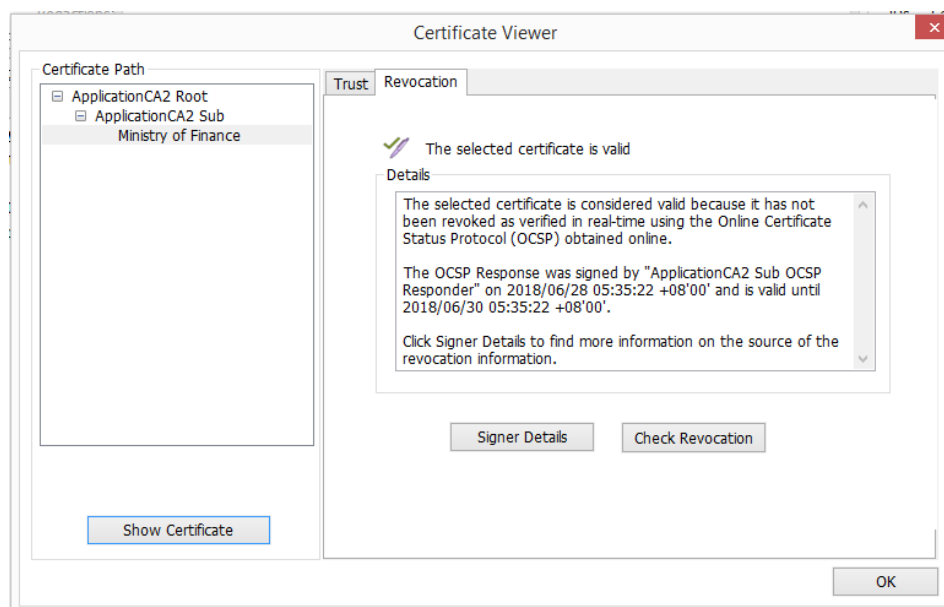 Certificate Viewer
Certificate Path
ApplicationCA2 Root
ApplicationCA2 Sub
Ministry of Finance
Show Certificate
Trust
Revocation
The selected certificate is valid
Details
The selected certificate is considered valid because it has not
been revoked as verified in real-time using the Online Certificate
Status Protocol (OCSP) obtained online.
The OCSP Response was signed by "ApplicationCA2 Sub OCSP
Responder" on 2018/06/28 05:35:22 +08'00' and is valid until
2018/06/30 05:35:22 +08'00'.
Click Signer Details to find more information on the source of the
revocation information.
Signer Details
Check Revocation
OK